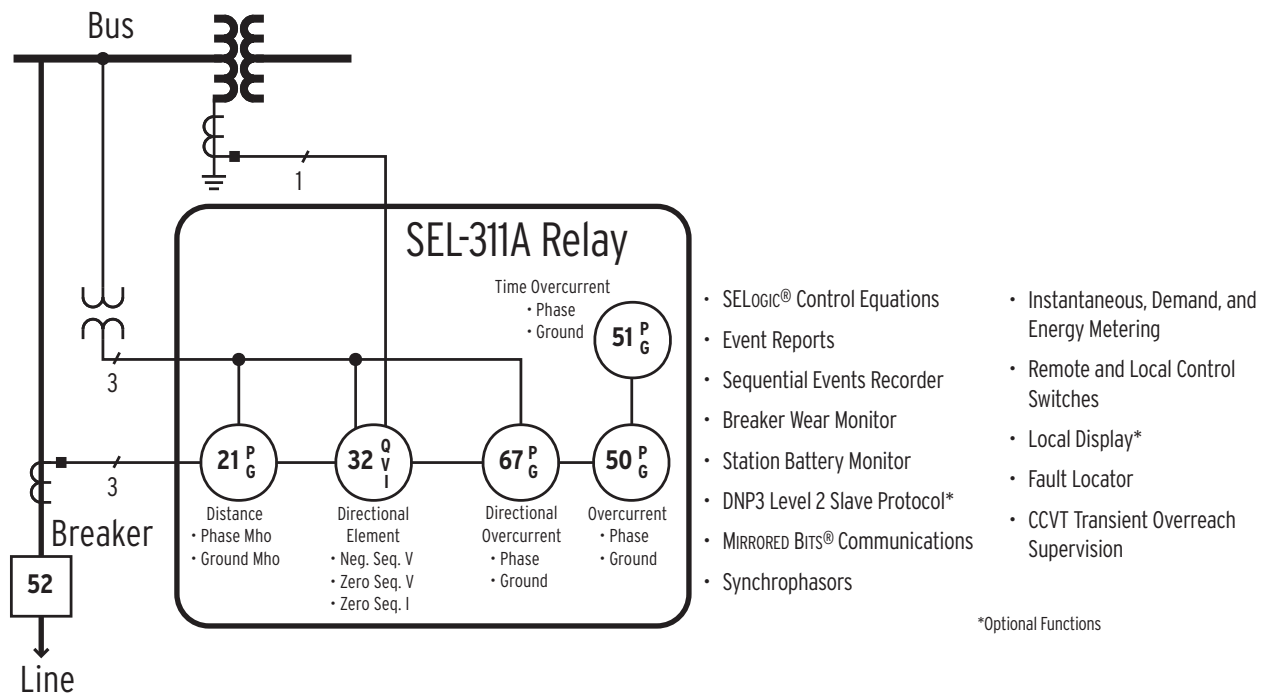 Bus
1
SEL-311A Relay
Time Overcurrent
• Phase
• Ground
51 P
G
3
21 P
G
32 Q
V
I
67 P
G
50 P
G
3
Distance
• Phase Mho
• Ground Mho
Directional
Element
• Neg. Seq. V
• Zero Seq. V
• Zero Seq. I
Directional
Overcurrent
• Phase
• Ground
Overcurrent
• Phase
• Ground
Breaker
52
Line
• SELOGIC® Control Equations
• Event Reports
• Sequential Events Recorder
• Breaker Wear Monitor
• Station Battery Monitor
• DNP3 Level 2 Slave Protocol*
• MIRRORED BITS® Communications
• Synchrophasors
• Instantaneous, Demand, and
Energy Metering
• Remote and Local Control
Switches
• Local Display*
• Fault Locator
• CCVT Transient Overreach
Supervision
*Optional Functions